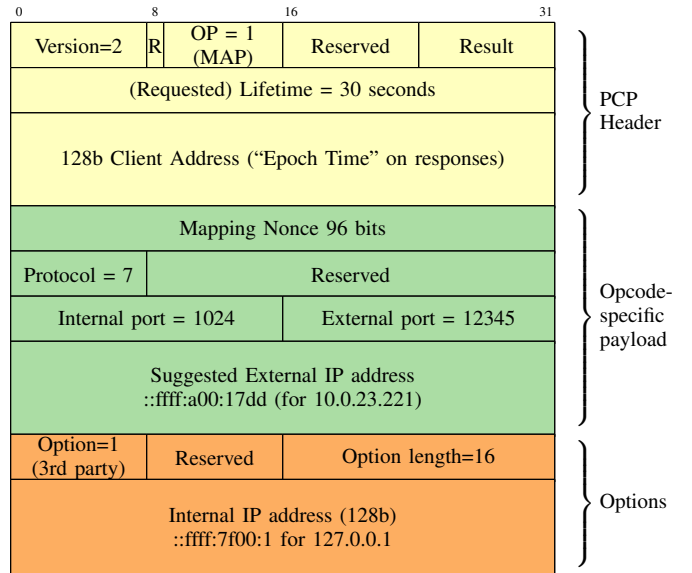 0 8 16 31
Version=2 R OP = 1 (MAP) Reserved Result
(Requested) Lifetime = 30 seconds
128b Client Address (“Epoch Time” on responses)
PCP
Header
Mapping Nonce 96 bits
Protocol = 7 Reserved
Internal port = 1024 External port = 12345
Suggested External IP address
::ffff:a00:17dd (for 10.0.23.221)
Opcode-
specific
payload
Option=1
(3rd party) Reserved Option length=16
Internal IP address (128b)
::ffff:7f00:1 for 127.0.0.1
Options